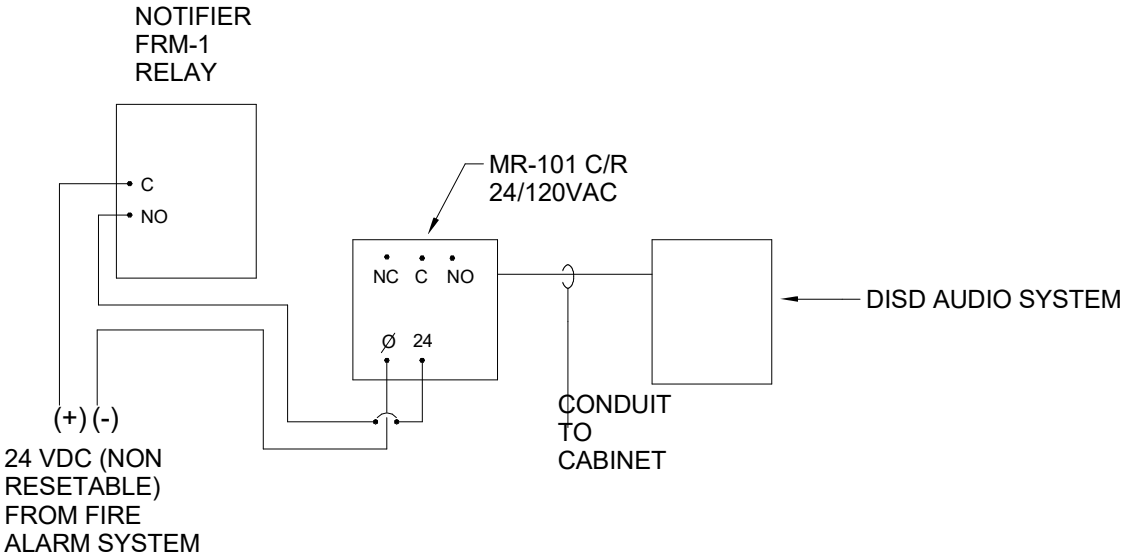 NOTIFIER
FRM-1
RELAY
C
NO
MR-101 C/R
24/120VAC
NC C NO
Ø 24
DISD AUDIO SYSTEM
CONDUIT
TO
CABINET
(+) (-)
24 VDC (NON
RESETABLE)
FROM FIRE
ALARM SYSTEM